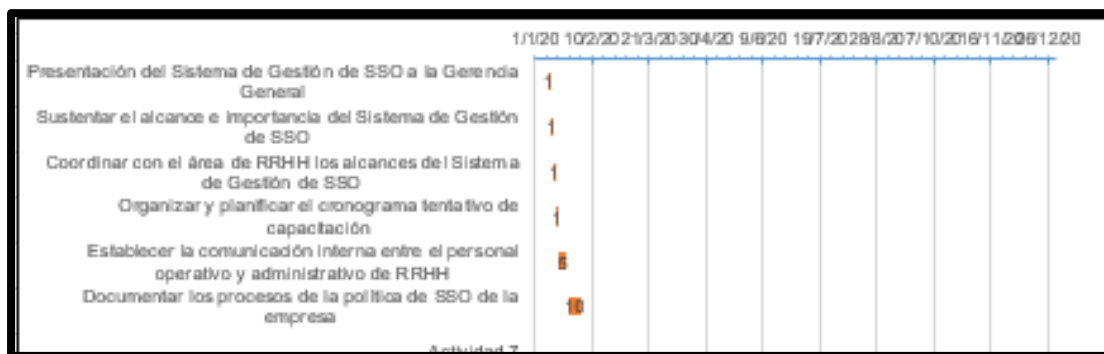 1/1/20 10/2/20 21/3/20 30/4/20 9/6/20 19/7/20 28/8/20 7/10/20 16/11/20 26/12/20
Presentación del Sistema de Gestión de SSO a la Gerencia
General
1
Sustentar el alcance e importancia del Sistema de Gestión
de SSO
1
Coordinar con el área de RRHH los alcances del Sistema
de Gestión de SSO
1
Organizar y planificar el cronograma tentativo de
capacitación
1
Establecer la comunicación interna entre el personal
operativo y administrativo de RRHH
5
Documentar los procesos de la política de SSO de la
empresa
10
Actividad 7